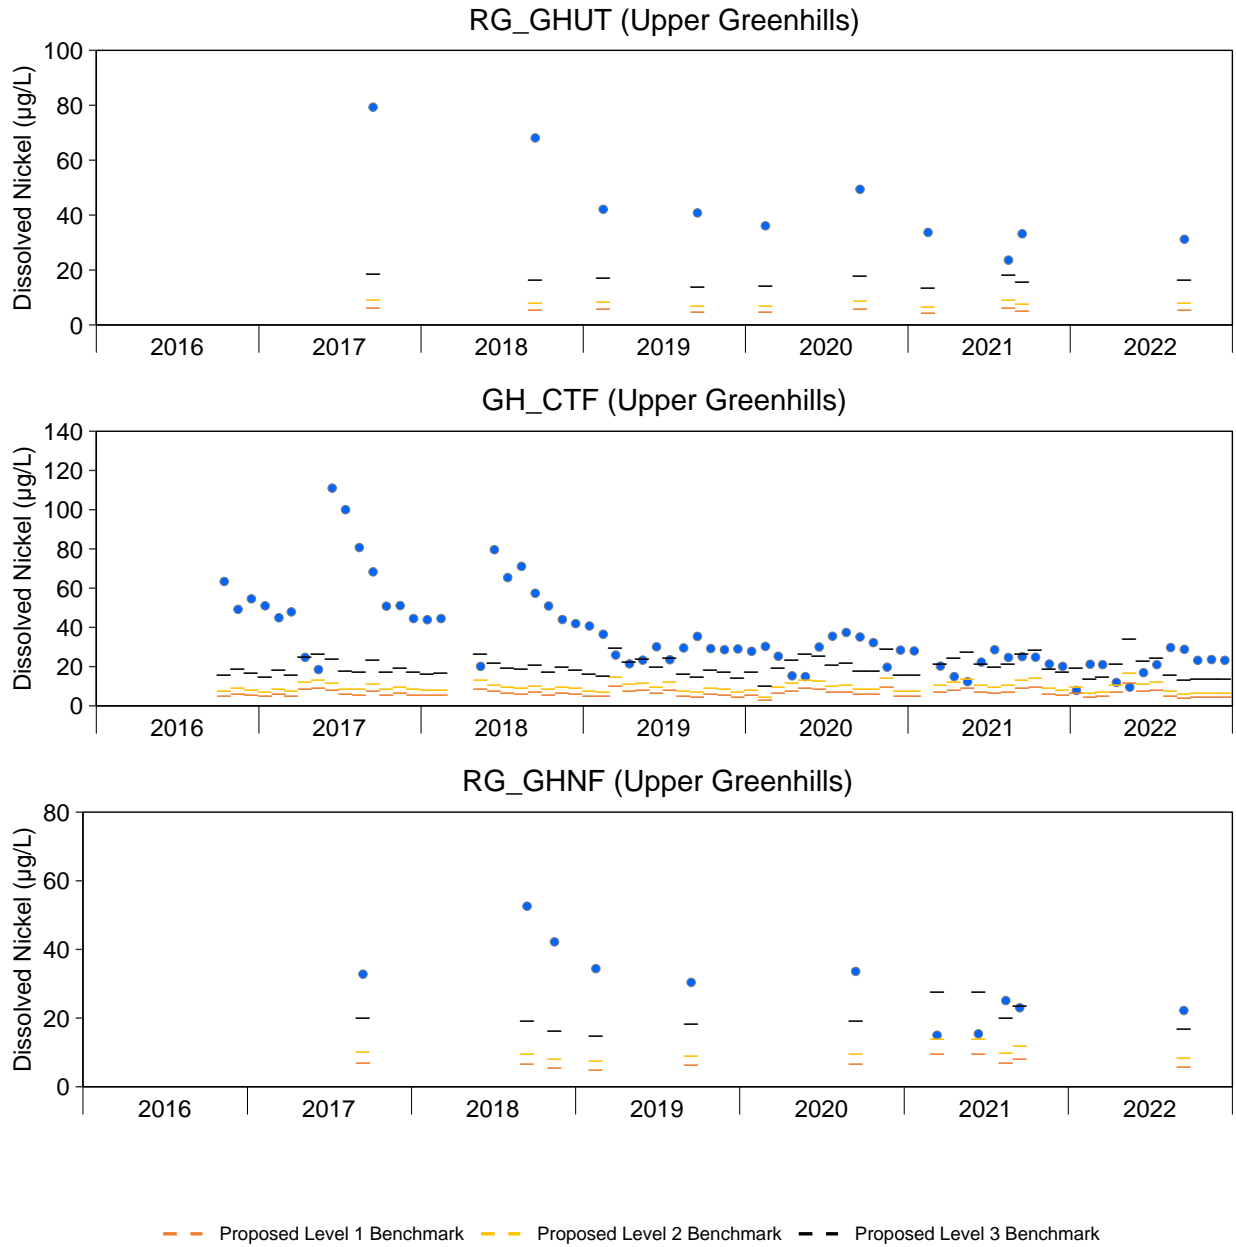 RG_GHUT (Upper Greenhills)
Dissolved Nickel (µg/L)
100
80
60
40
20
0
2016 2017 2018 2019 2020 2021 2022
GH_CTF (Upper Greenhills)
Dissolved Nickel (µg/L)
140
120
100
80
60
40
20
0
2016 2017 2018 2019 2020 2021 2022
RG_GHNF (Upper Greenhills)
Dissolved Nickel (µg/L)
80
60
40
20
0
2016 2017 2018 2019 2020 2021 2022
Proposed Level 1 Benchmark Proposed Level 2 Benchmark Proposed Level 3 Benchmark